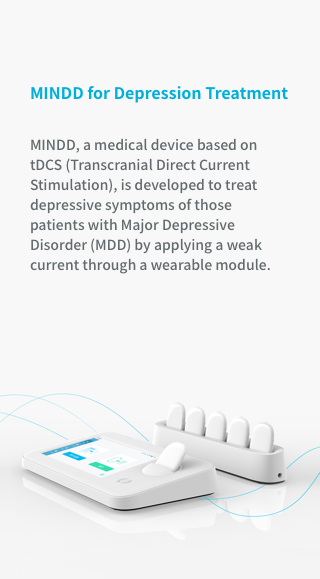 MINDD for Depression Treatment
MINDD, a medical device based on
tDCS (Transcranial Direct Current
Stimulation), is developed to treat
depressive symptoms of those
patients with Major Depressive
Disorder (MDD) by applying a weak
current through a wearable module.